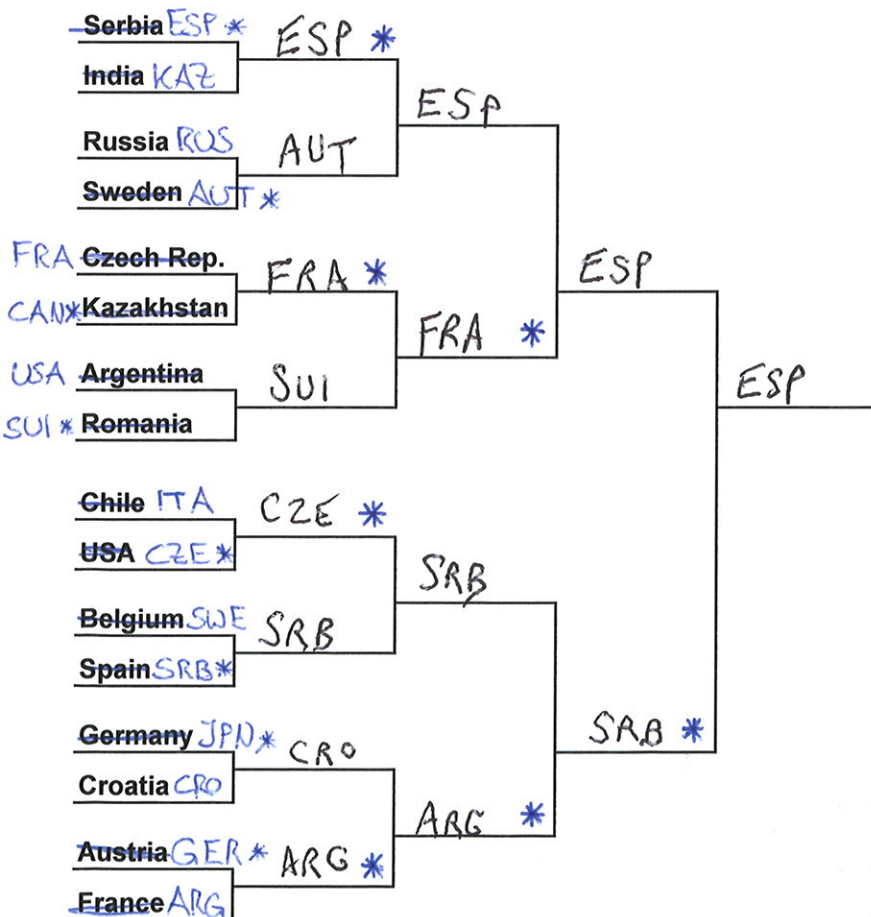 Serbia ESP *
ESP *
India KAZ
ESP
Russia RUS
AUT
Sweden AUT *
FRA Czech Rep.
FRA *
ESP
CAN * Kazakhstan
FRA *
USA Argentina
SUI
ESP
SUI * Romania
Chile ITA
CZE *
USA CZE *
SRB
Belgium SWE
SRB
Spain SRB *
Germany JPN *
SRB *
CRO
Croatia CRO
ARG *
Austria GER *
ARG *
France ARG